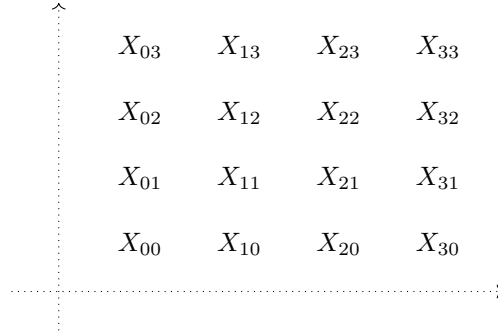 X₀₃ X₁₃ X₂₃ X₃₃
X₀₂ X₁₂ X₂₂ X₃₂
X₀₁ X₁₁ X₂₁ X₃₁
X₀₀ X₁₀ X₂₀ X₃₀